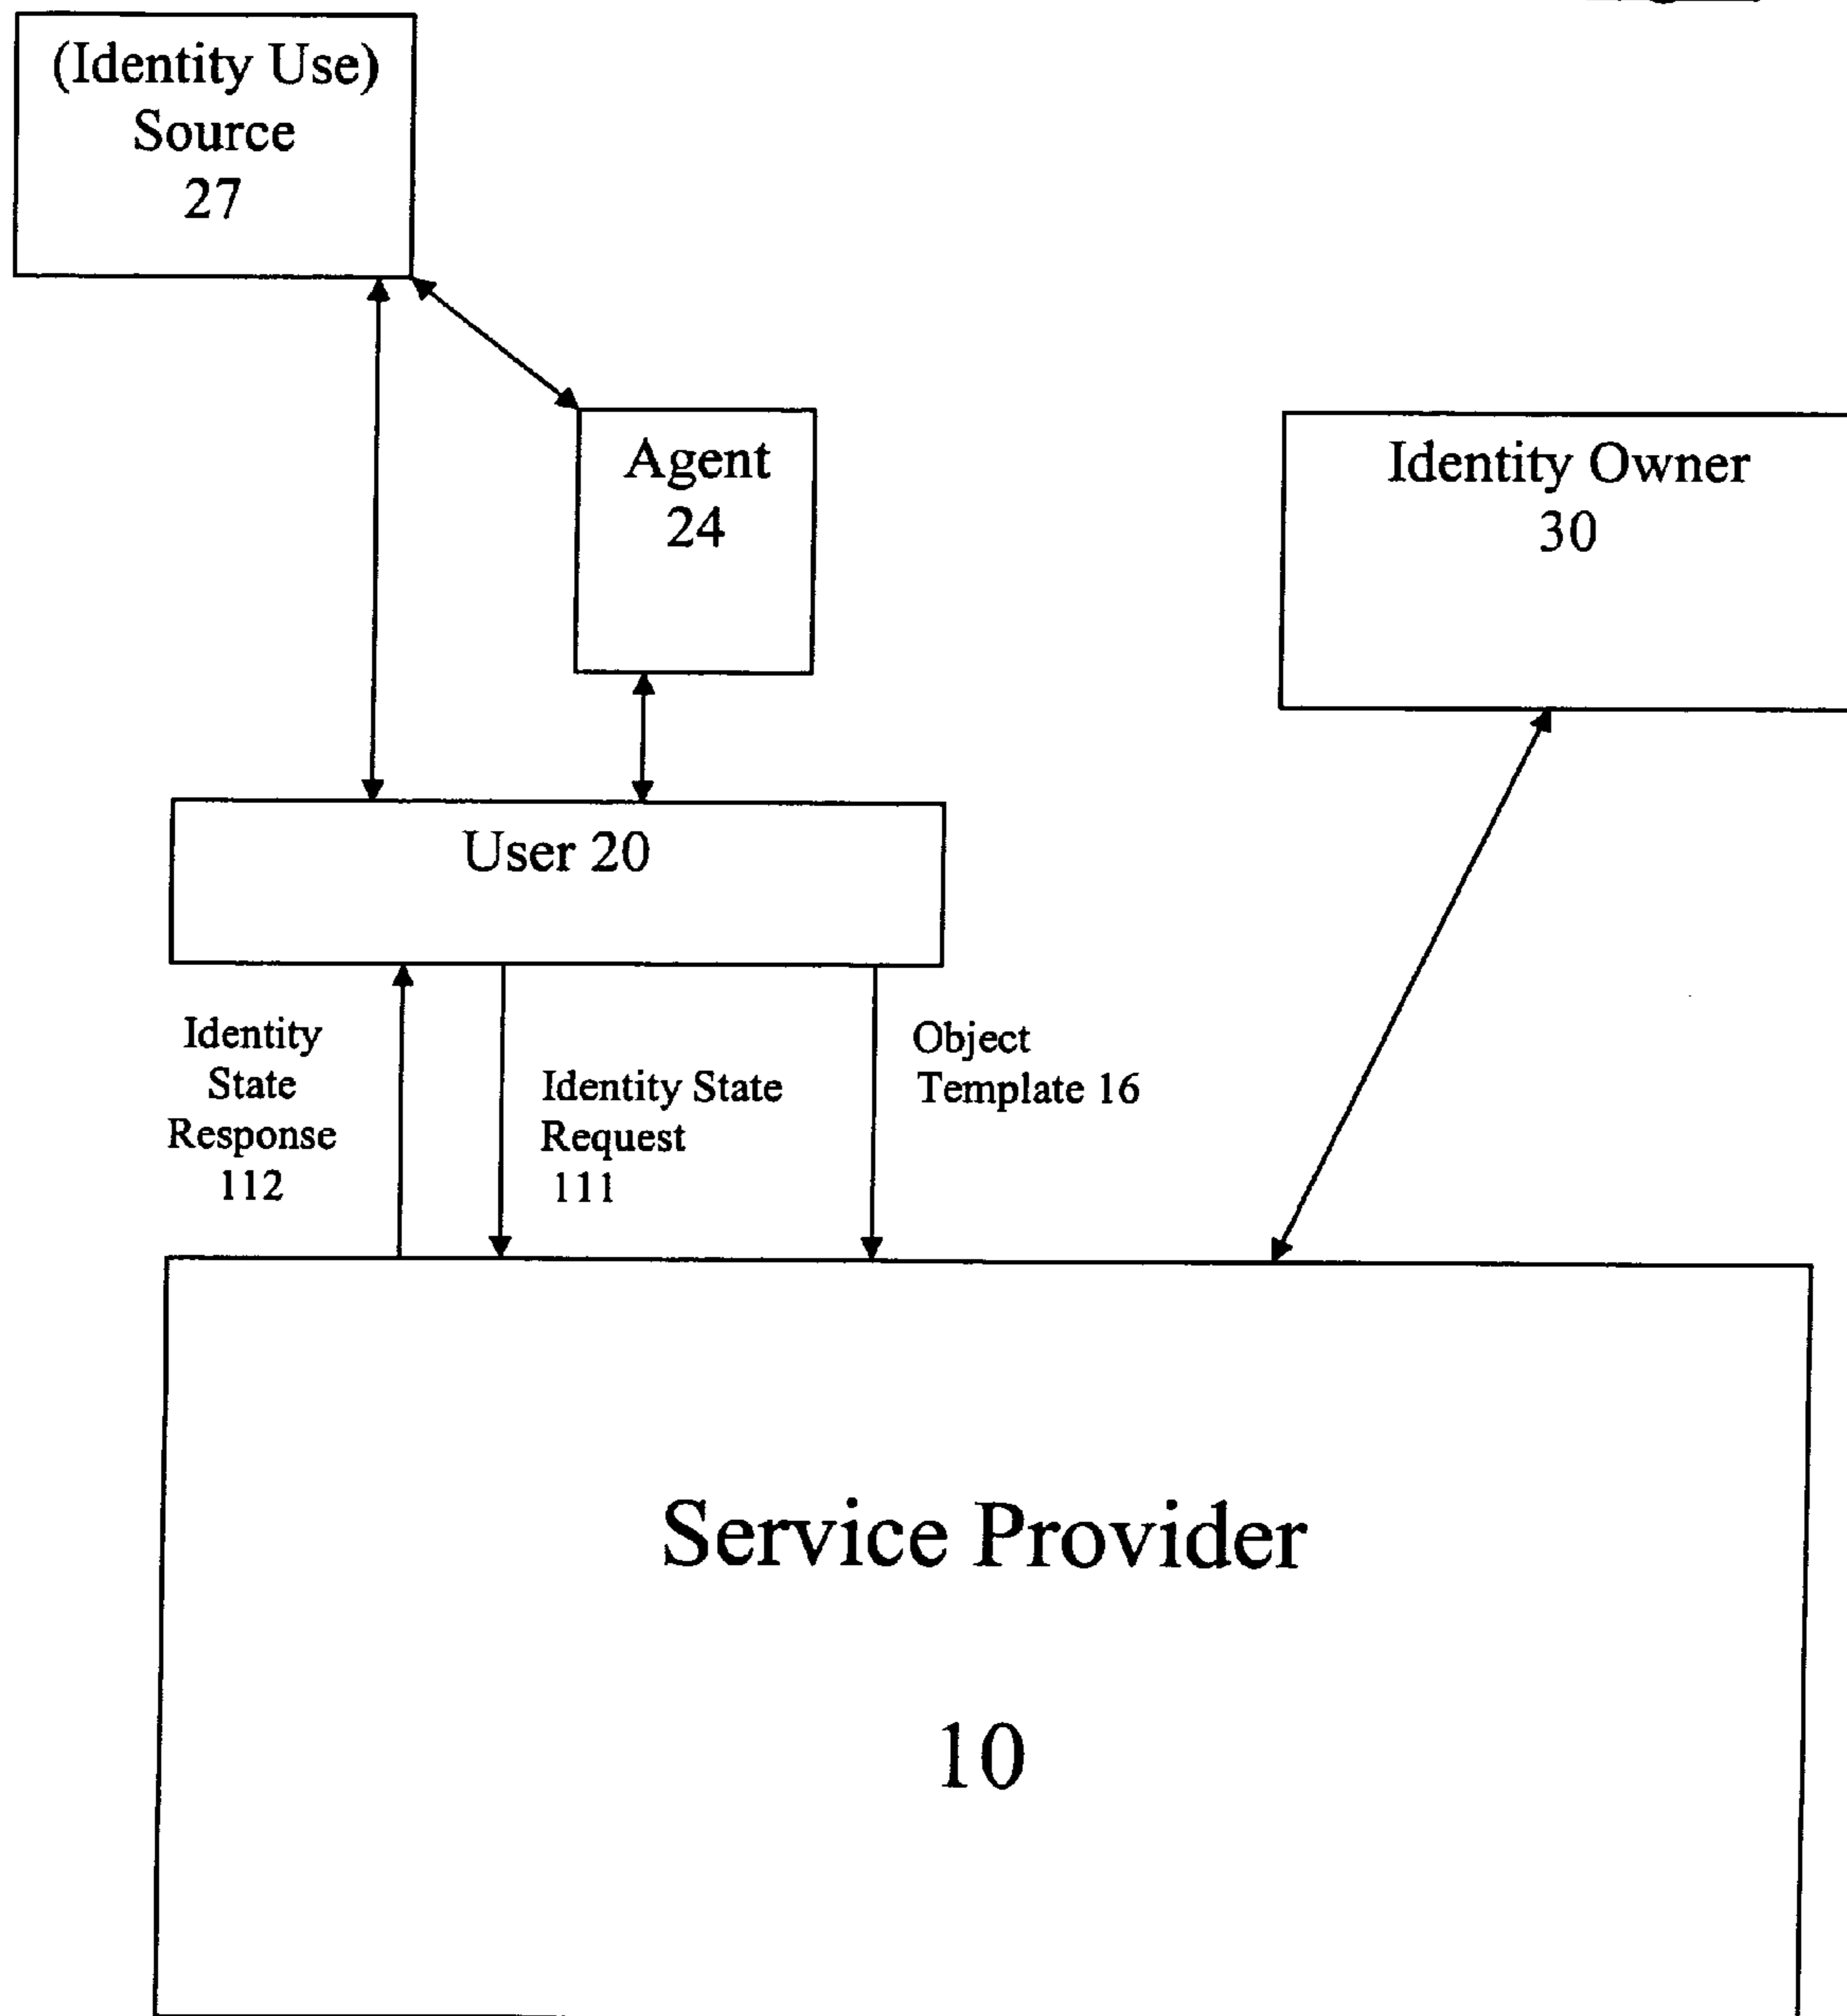 (Identity Use)
Source
27
Agent
24
Identity Owner
30
User 20
Identity
State
Response
112
Identity State
Request
111
Object
Template 16
Service Provider
10